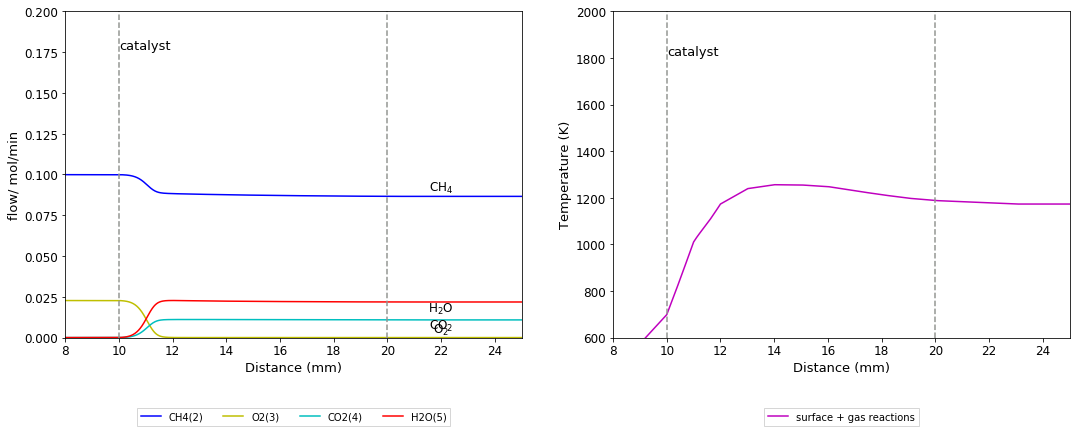 0.200
0.175
0.150
0.125
0.100
0.075
0.050
0.025
0.000
flow/ mol/min
catalyst
CH₄
H₂O
CO₂
O₂
8 10 12 14 16 18 20 22 24
Distance (mm)
CH4(2) O2(3) CO2(4) H2O(5)
2000
1800
1600
1400
1200
1000
800
600
Temperature (K)
catalyst
8 10 12 14 16 18 20 22 24
Distance (mm)
surface + gas reactions